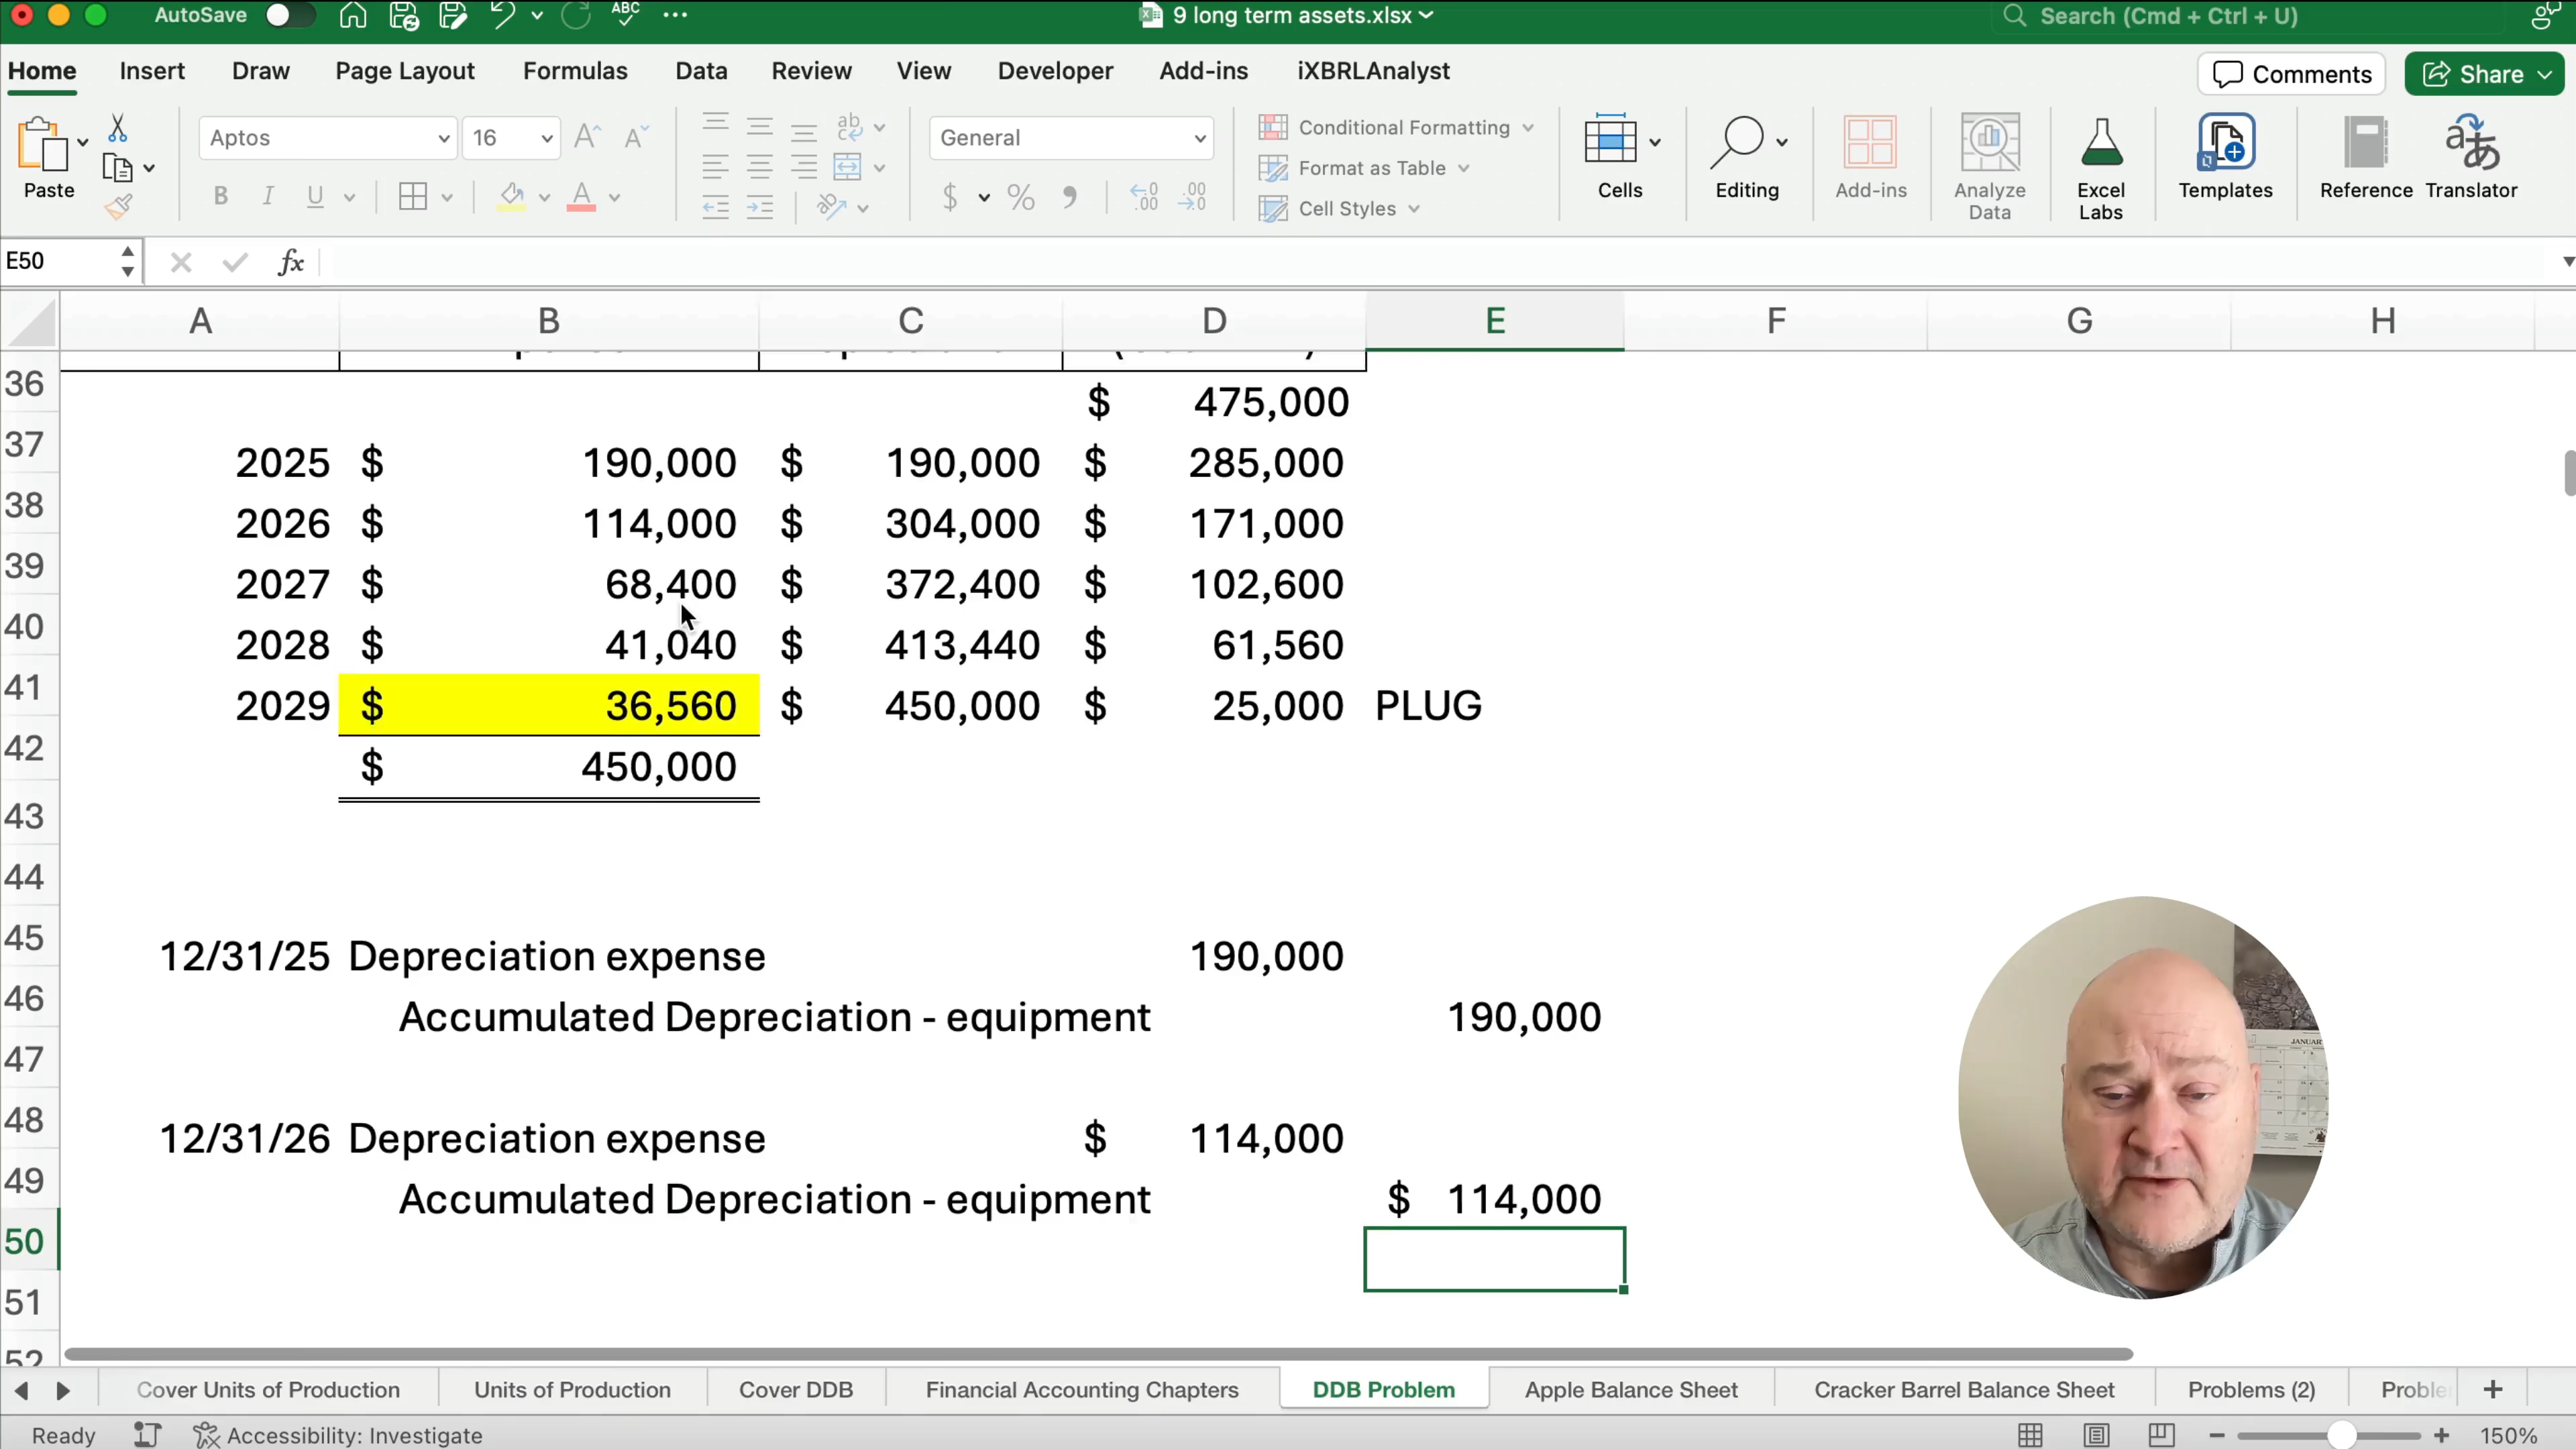 AutoSave ABC ... 9 long term assets.xlsx Search (Cmd + Ctrl + U)
Home Insert Draw Page Layout Formulas Data Review View Developer Add-ins iXBRLAnalyst Comments Share
Paste Aptos 16 A A ab General Conditional Formatting Cells Editing Add-ins Analyze Data Excel Labs Templates Reference Translator
Format as Table
B I U A $ % , .00 .00 Cell Styles
E50 fx
A B C D E F G H
36 $ 475,000
37 2025 $ 190,000 $ 190,000 $ 285,000
38 2026 $ 114,000 $ 304,000 $ 171,000
39 2027 $ 68,400 $ 372,400 $ 102,600
40 2028 $ 41,040 $ 413,440 $ 61,560
41 2029 $ 36,560 $ 450,000 $ 25,000 PLUG
42 $ 450,000
43
44
45 12/31/25 Depreciation expense 190,000
46 Accumulated Depreciation - equipment 190,000
47
48 12/31/26 Depreciation expense $ 114,000
49 Accumulated Depreciation - equipment $ 114,000
50
51
52
Cover Units of Production Units of Production Cover DDB Financial Accounting Chapters DDB Problem Apple Balance Sheet Cracker Barrel Balance Sheet Problems (2)
Ready Accessibility: Investigate 150%